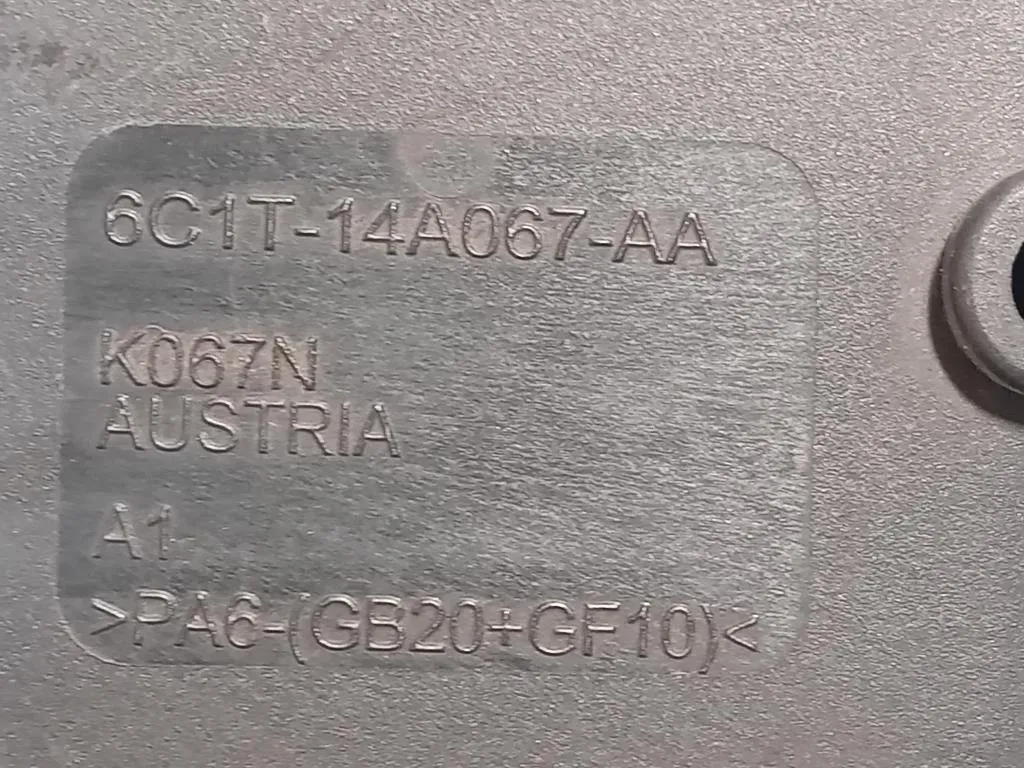 6C1T-14A067-AA
K067N
AUSTRIA
A1
>PA6-(GB20+GF10)<